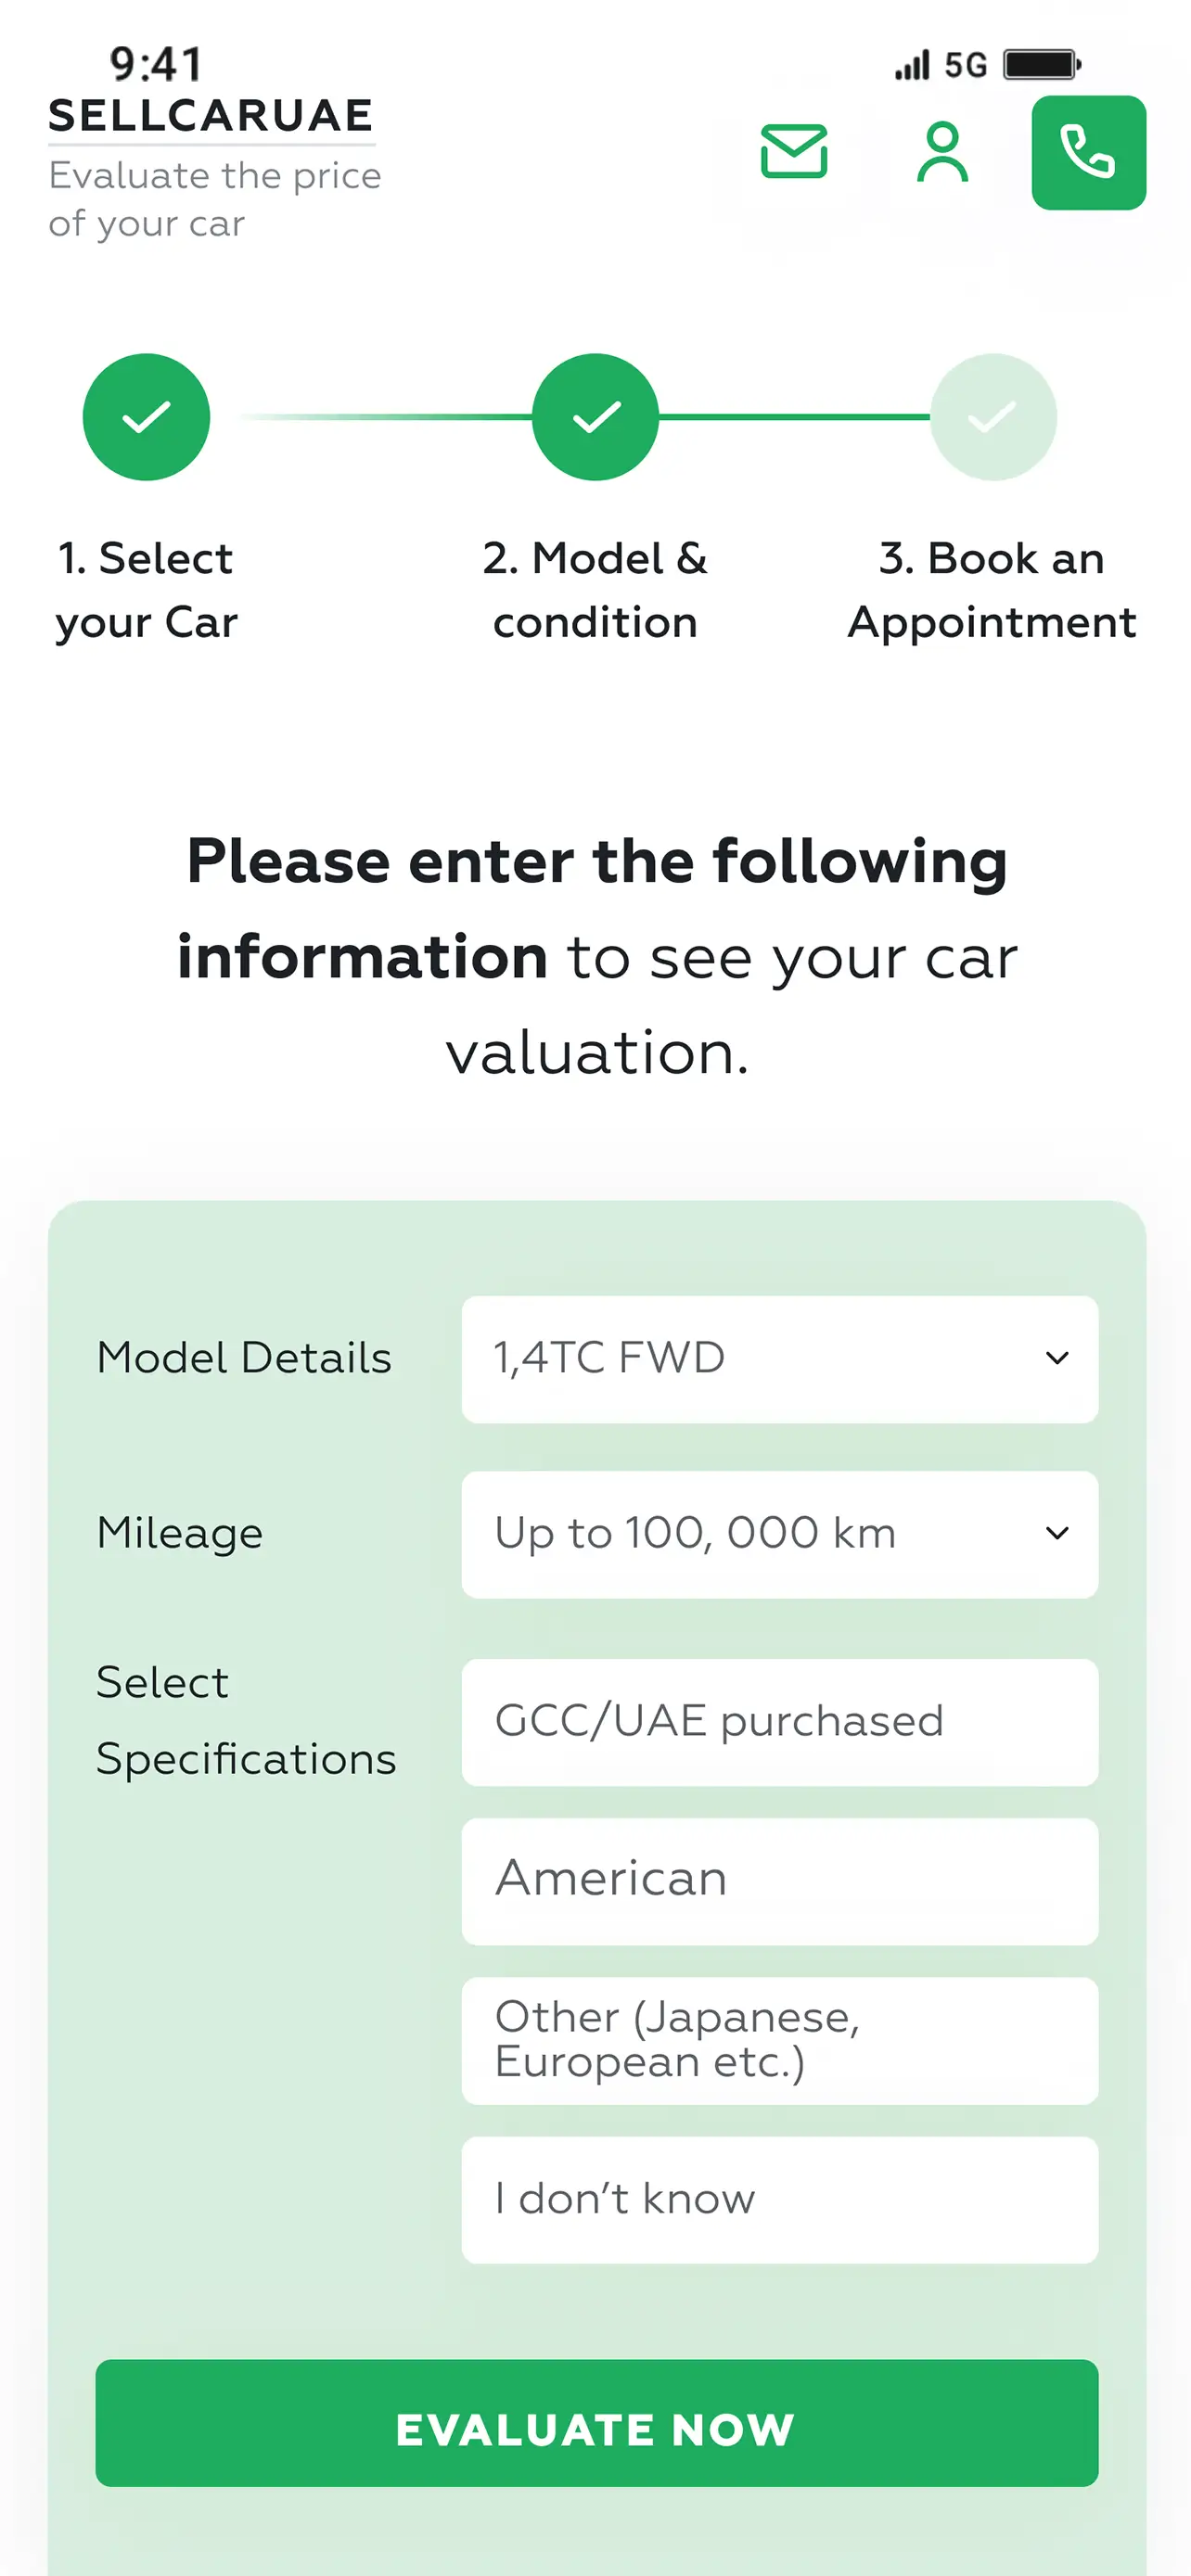 9:41
5G
SELLCARUAE
Evaluate the price
of your car
1. Select
your Car
2. Model &
condition
3. Book an
Appointment
Please enter the following
information to see your car
valuation.
Model Details
1,4TC FWD
Mileage
Up to 100, 000 km
Select
Specifications
GCC/UAE purchased
American
Other (Japanese,
European etc.)
I don’t know
EVALUATE NOW